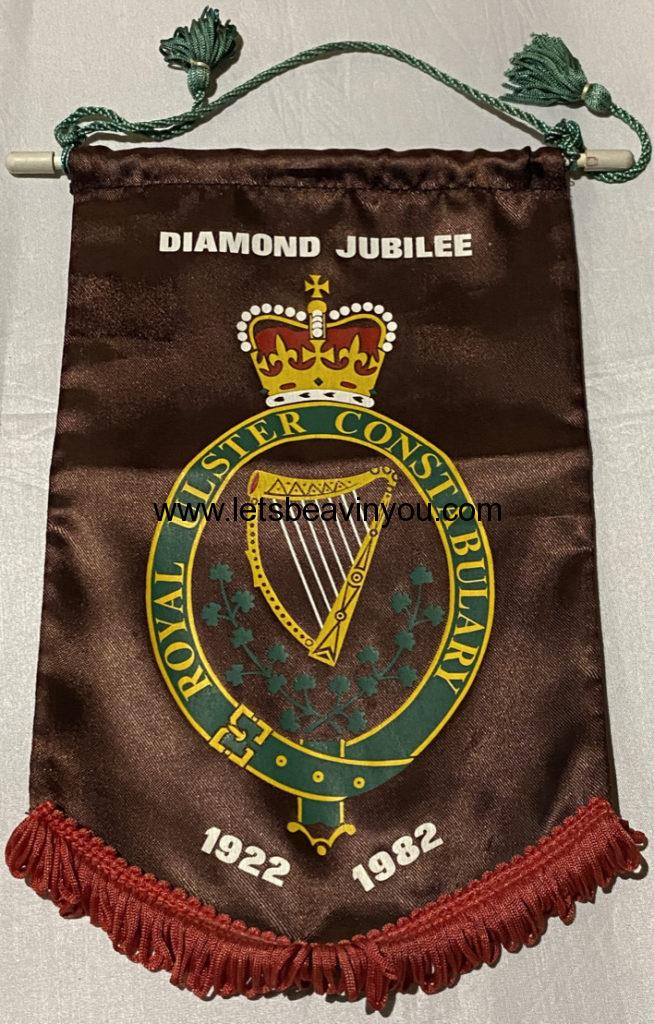 DIAMOND JUBILEE
ROYAL ULSTER CONSTABULARY
www.letsbeavinyou.com
1922 1982